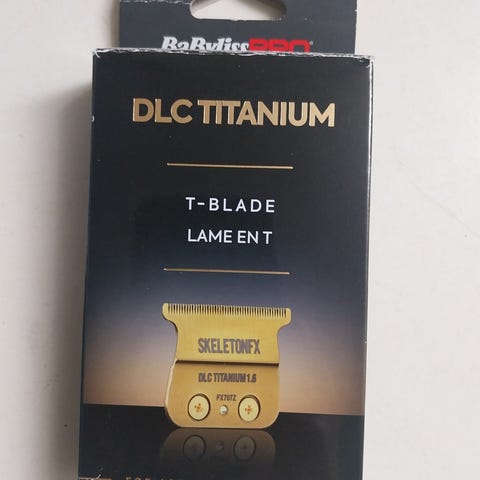 BaBylissPRO
DLC TITANIUM
T-BLADE
LAME EN T
SKELETONFX
DLC TITANIUM 1.6
FX707Z